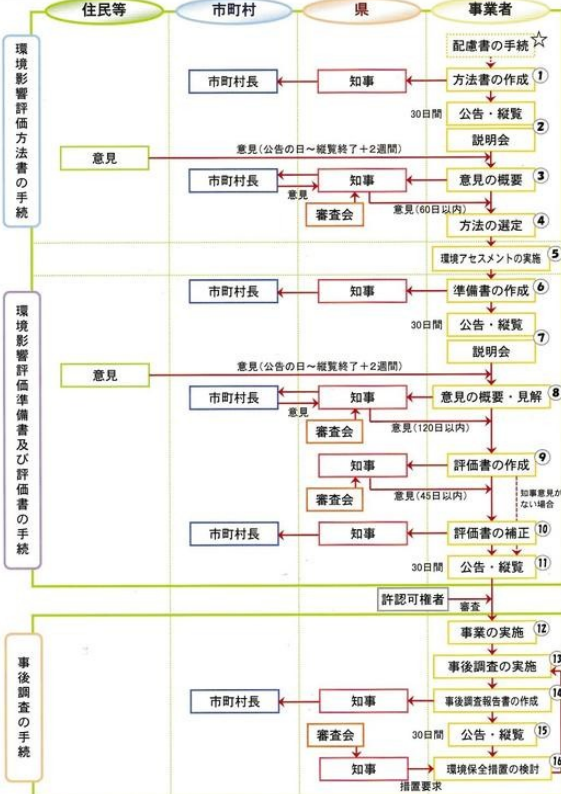 住民等
市町村
県
事業者
環境影響評価方法書の手続
配慮書の手続
☆
市町村長
知事
方法書の作成
①
30日間
公告・縦覧
②
説明会
意見
意見(公告の日~縦覧終了+2週間)
市町村長
意見
知事
意見の概要
③
審査会
意見(60日以内)
方法の選定
④
環境アセスメントの実施
⑤
環境影響評価準備書及び評価書の手続
市町村長
知事
準備書の作成
⑥
30日間
公告・縦覧
⑦
説明会
意見
意見(公告の日~縦覧終了+2週間)
市町村長
意見
知事
意見の概要・見解
⑧
審査会
意見(120日以内)
知事
評価書の作成
⑨
審査会
意見(45日以内)
知事意見が
ない場合
市町村長
知事
評価書の補正
⑩
30日間
公告・縦覧
⑪
許認可権者
審査
事後調査の手続
事業の実施
⑫
事後調査の実施
⑬
市町村長
知事
事後調査報告書の作成
⑭
審査会
30日間
公告・縦覧
⑮
知事
措置要求
環境保全措置の検討
⑯